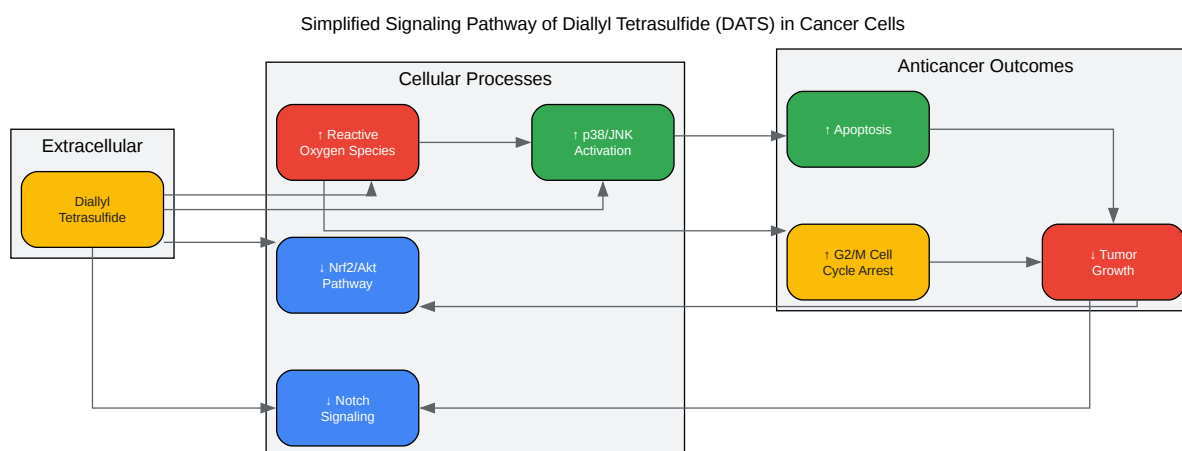 Simplified Signaling Pathway of Diallyl Tetrasulfide (DATS) in Cancer Cells
Extracellular
Diallyl
Tetrasulfide
Cellular Processes
↑ Reactive
Oxygen Species
↑ p38/JNK
Activation
↓ Nrf2/Akt
Pathway
↓ Notch
Signaling
Anticancer Outcomes
↑ Apoptosis
↑ G2/M Cell
Cycle Arrest
↓ Tumor
Growth